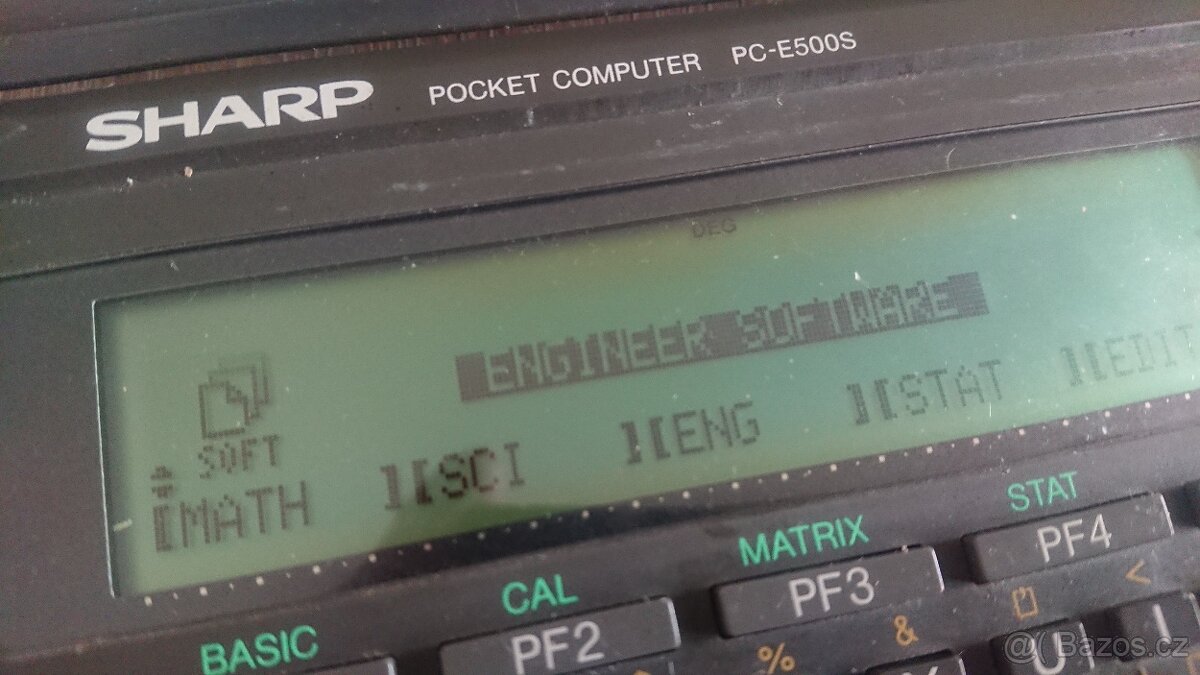 SHARP POCKET COMPUTER PC-E500S
DEG
ENGINEER SOFTWARE
SOFT
[MATH ][SCI ][ENG ][STAT ][EDIT
BASIC CAL MATRIX STAT
PF2 PF3 PF4
% & <
U I
@ Bazos.cz